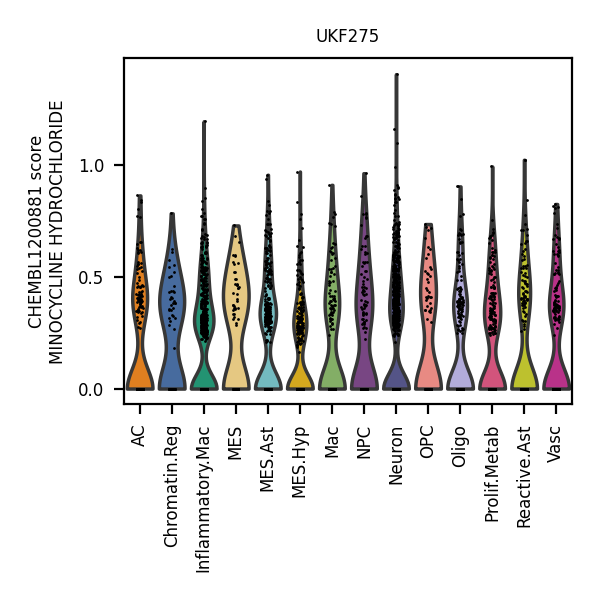 UKF275
CHEMBL1200881 score
MINOCYCLINE HYDROCHLORIDE
1.0
0.5
0.0
AC
Chromatin.Reg
Inflammatory.Mac
MES
MES.Ast
MES.Hyp
Mac
NPC
Neuron
OPC
Oligo
Prolif.Metab
Reactive.Ast
Vasc